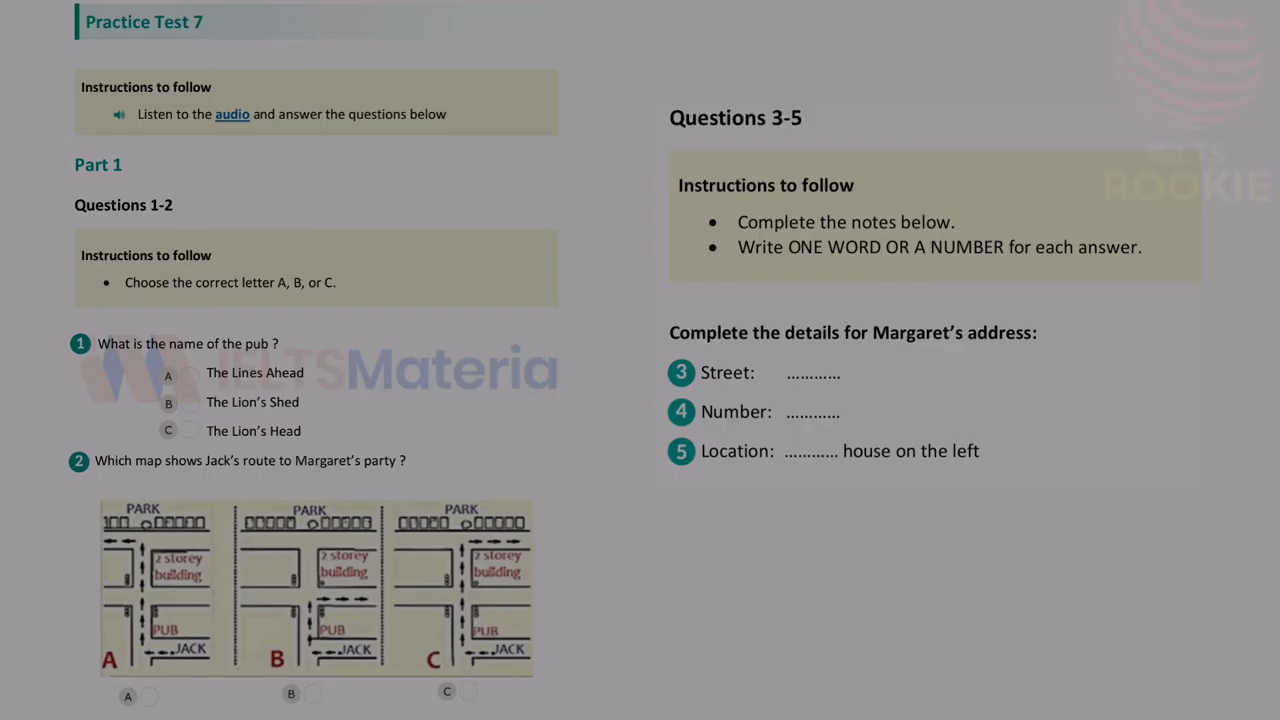 Practice Test 7
Instructions to follow
Listen to the audio and answer the questions below
Part 1
Questions 1-2
Instructions to follow
• Choose the correct letter A, B, or C.
1 What is the name of the pub ?
A The Lines Ahead
B The Lion's Shed
C The Lion's Head
IELTSMateria
2 Which map shows Jack's route to Margaret's party ?
PARK
2 storey
building
PUB
JACK
A
PARK
2 storey
building
PUB
JACK
B
PARK
2 storey
building
PUB
JACK
C
A
B
C
IELTS
ROOKIE
Questions 3-5
Instructions to follow
• Complete the notes below.
• Write ONE WORD OR A NUMBER for each answer.
Complete the details for Margaret's address:
3 Street: ............
4 Number: ............
5 Location: ............ house on the left